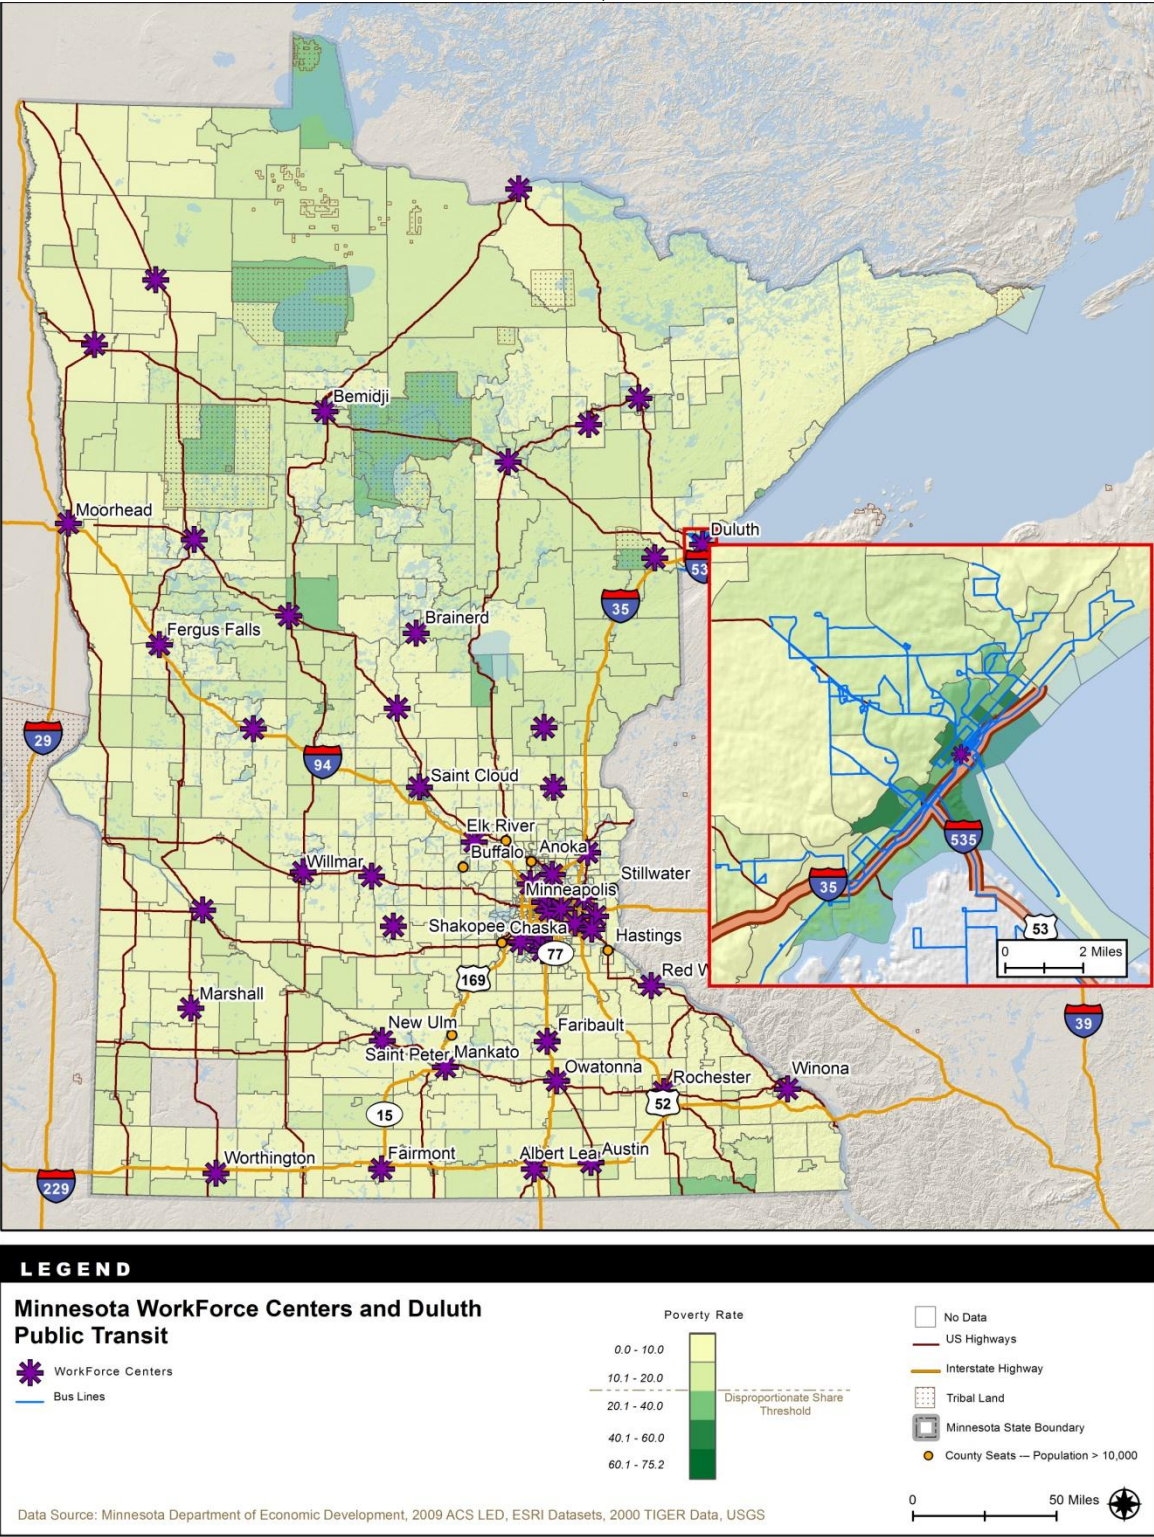 Bemidji
Moorhead
Duluth
53
35
Brainerd
Fergus Falls
29
94
Saint Cloud
Elk River
Buffalo
Anoka
Willmar
Stillwater
Minneapolis
Shakopee
Chaska
Hastings
77
169
Red W
Marshall
New Ulm
Faribault
Saint Peter
Mankato
Owatonna
Rochester
Winona
52
15
Worthington
Fairmont
Albert Lea
Austin
229
535
35
53
0 2 Miles
39
LEGEND
Minnesota WorkForce Centers and Duluth
Public Transit
WorkForce Centers
Bus Lines
Poverty Rate
0.0 - 10.0
10.1 - 20.0
20.1 - 40.0
40.1 - 60.0
60.1 - 75.2
Disproportionate Share
Threshold
No Data
US Highways
Interstate Highway
Tribal Land
Minnesota State Boundary
County Seats --- Population > 10,000
0 50 Miles
Data Source: Minnesota Department of Economic Development, 2009 ACS LED, ESRI Datasets, 2000 TIGER Data, USGS